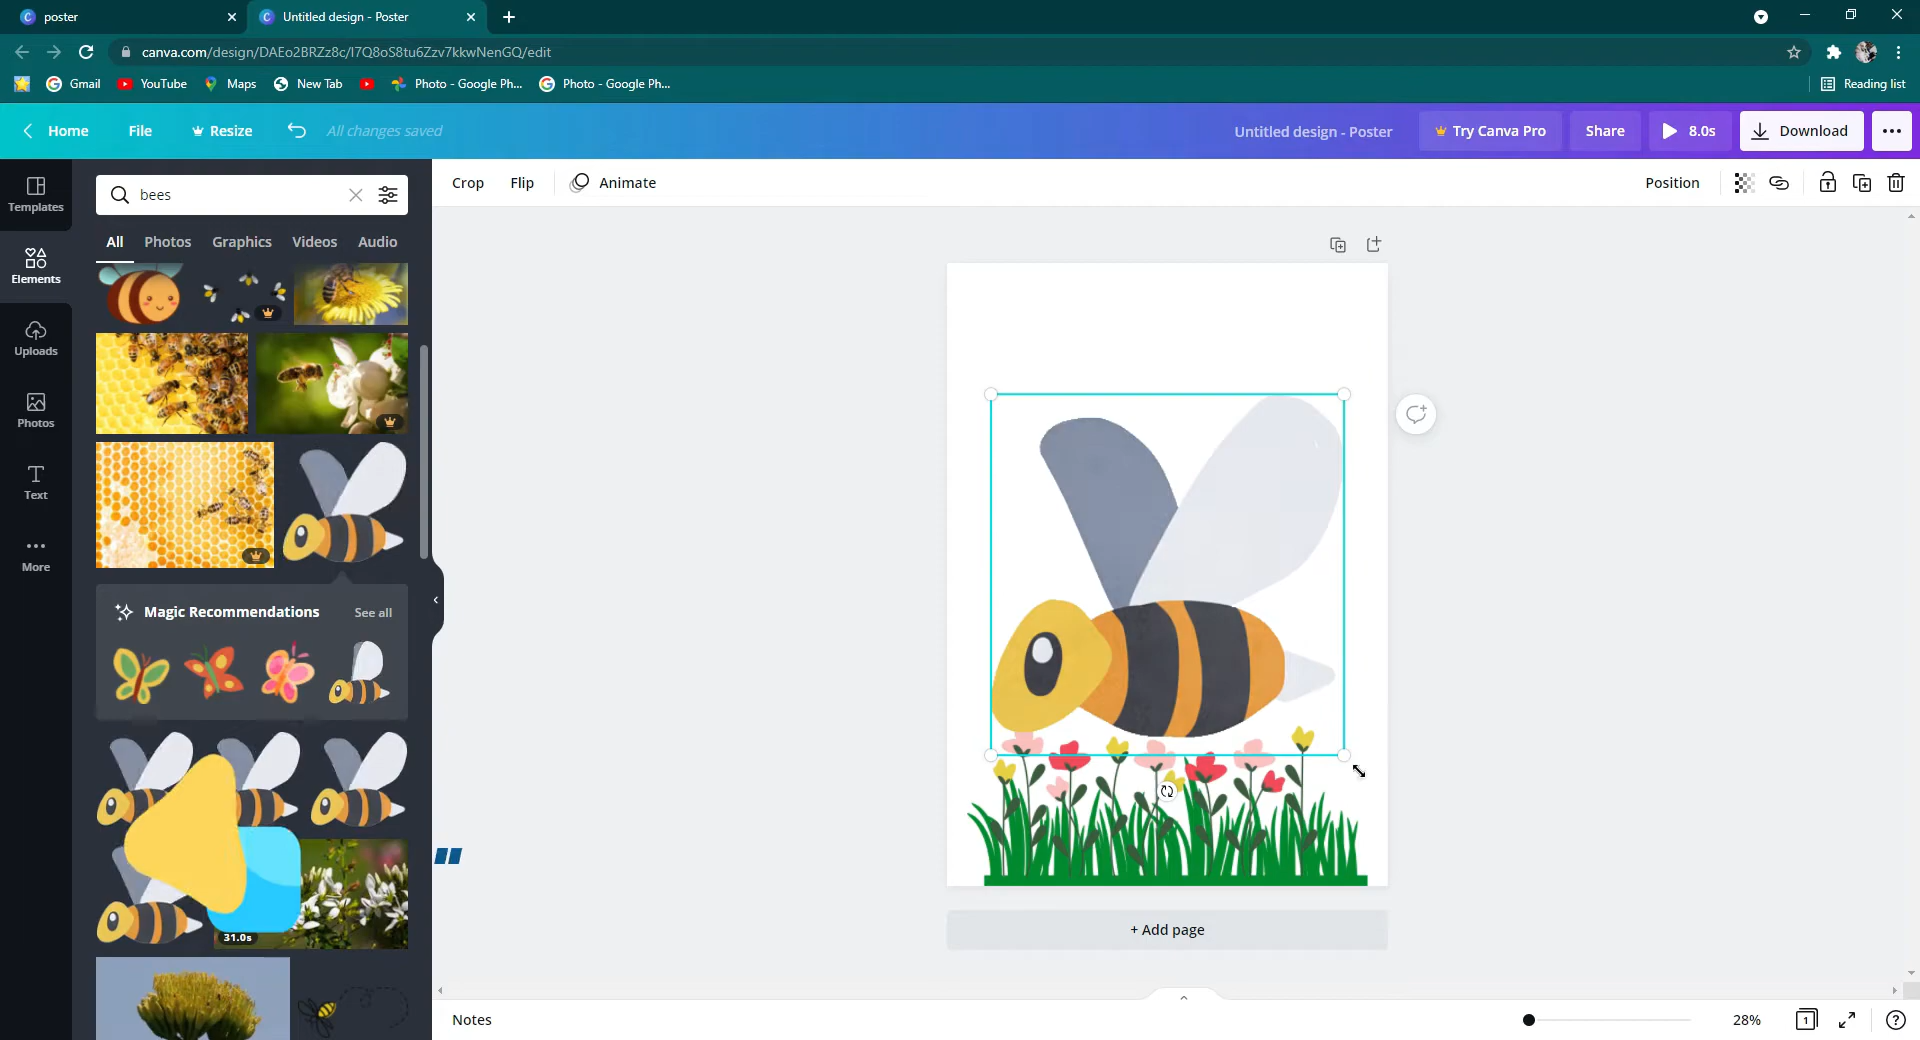 poster
Untitled design - Poster
canva.com/design/DAEo2BRZz8c/I7Q8oS8tu6Zzv7kkwNenGQ/edit
Gmail
YouTube
Maps
New Tab
Photo - Google Ph...
Photo - Google Ph...
Reading list
Home
File
Resize
All changes saved
Untitled design - Poster
Try Canva Pro
Share
8.0s
Download
Templates
Elements
Uploads
Photos
Text
More
bees
All
Photos
Graphics
Videos
Audio
Magic Recommendations
See all
31.0s
Crop
Flip
Animate
Position
+ Add page
Notes
28%
1